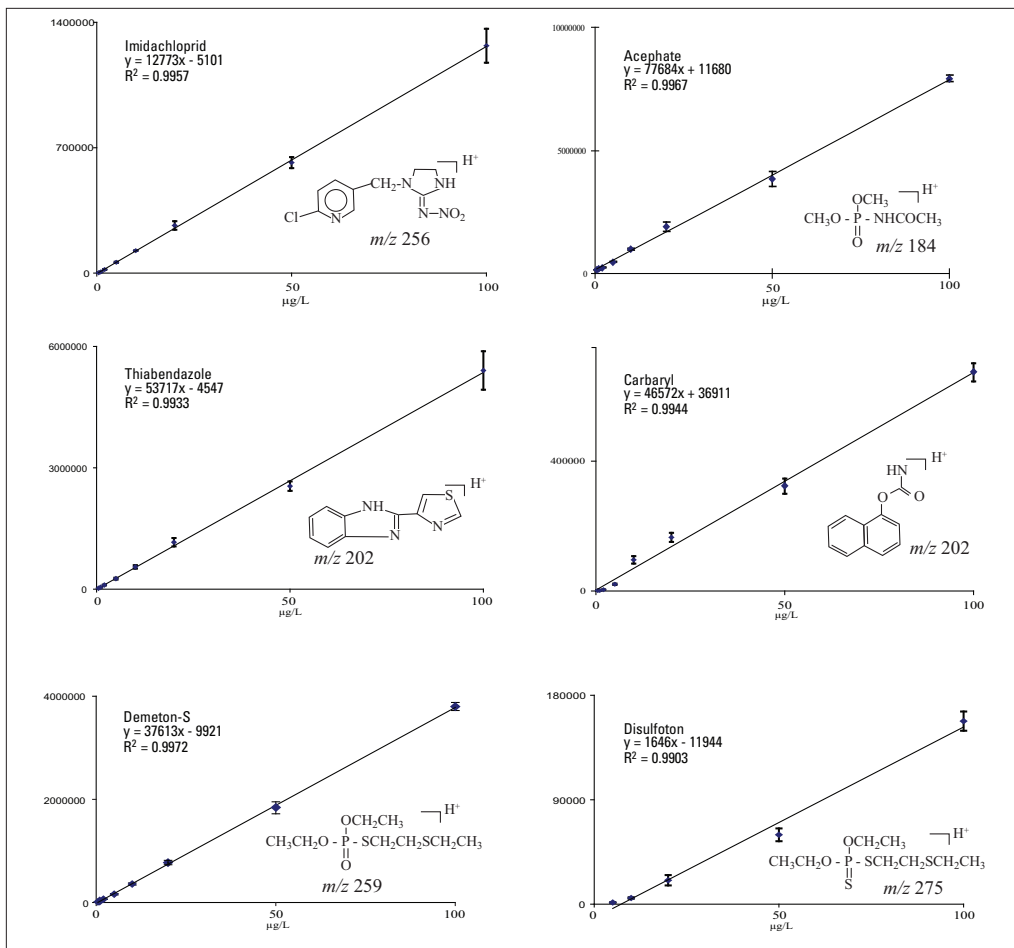 1400000
Imidachloprid
y = 12773x - 5101
R² = 0.9957
700000
H⁺
CH₂-N
NH
N-NO₂
Cl
N
m/z 256
0
0
50
100
µg/L
10000000
Acephate
y = 77684x + 11680
R² = 0.9967
5000000
H⁺
OCH₃
CH₃O - P - NHCOCH₃
O
m/z 184
0
0
50
100
µg/L
6000000
Thiabendazole
y = 53717x - 4547
R² = 0.9933
3000000
H⁺
S
NH
N
N
m/z 202
0
0
50
100
µg/L
800000
Carbaryl
y = 46572x + 36911
R² = 0.9944
400000
H⁺
HN
O
O
m/z 202
0
0
50
100
µg/L
4000000
Demeton-S
y = 37613x - 9921
R² = 0.9972
2000000
H⁺
OCH₂CH₃
CH₃CH₂O - P - SCH₂CH₂SCH₂CH₃
O
m/z 259
0
0
50
100
µg/L
180000
Disulfoton
y = 1646x - 11944
R² = 0.9903
90000
H⁺
OCH₂CH₃
CH₃CH₂O - P - SCH₂CH₂SCH₂CH₃
S
m/z 275
0
0
50
100
µg/L